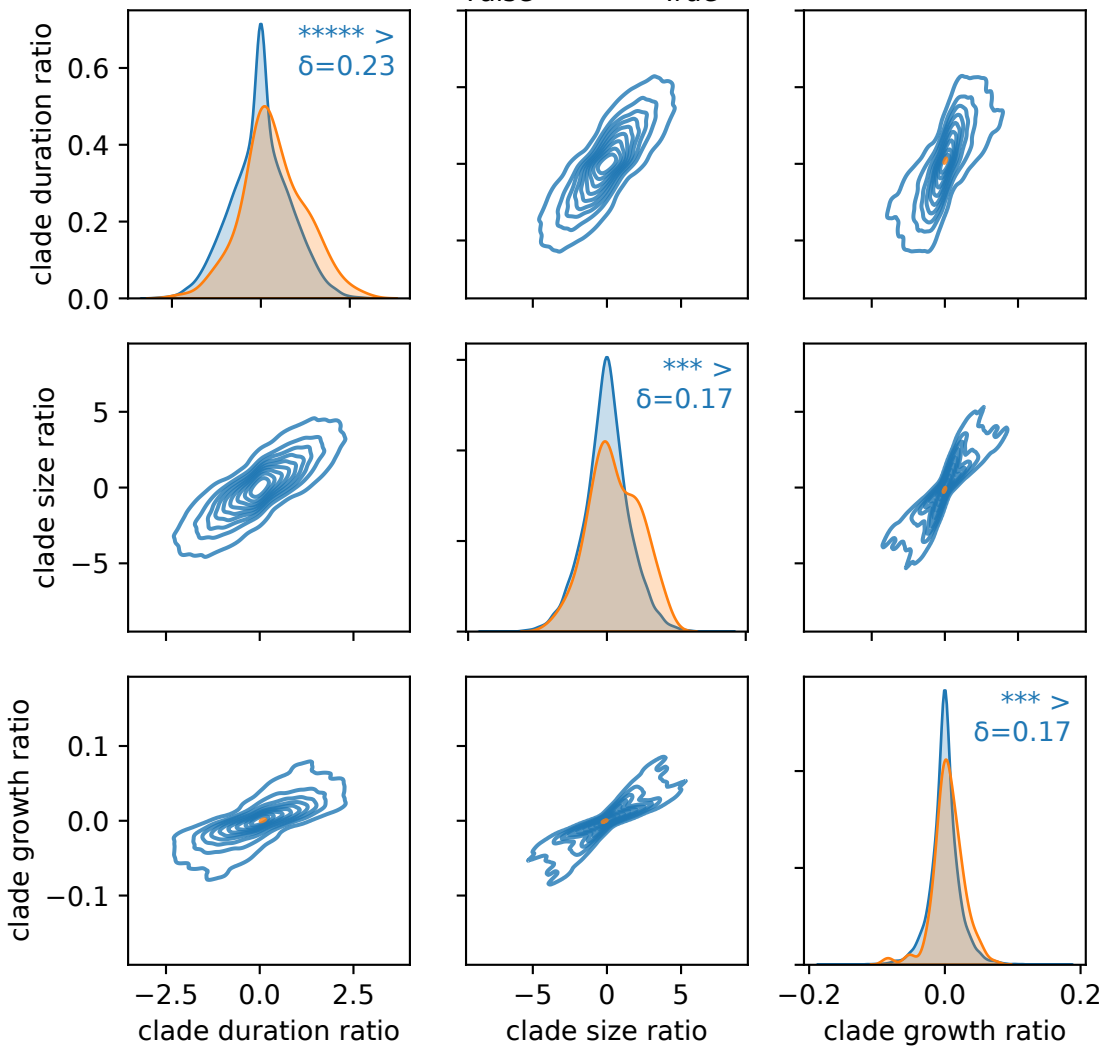 ***** >
δ=0.23
clade duration ratio
0.6
0.4
0.2
0.0
*** >
δ=0.17
clade size ratio
5
0
−5
*** >
δ=0.17
clade growth ratio
0.1
0.0
−0.1
−2.5 0.0 2.5 −5 0 5 −0.2 0.0 0.2
clade duration ratio clade size ratio clade growth ratio